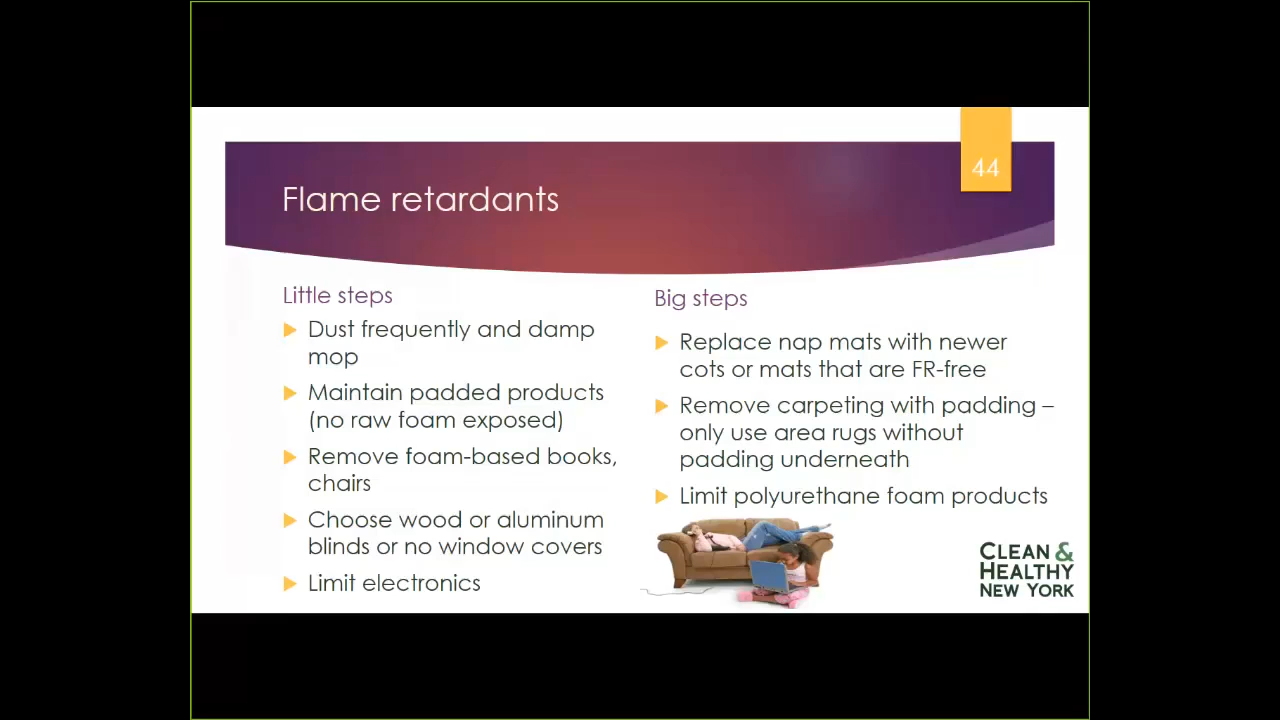 44
Flame retardants
Little steps
Dust frequently and damp
mop
Maintain padded products
(no raw foam exposed)
Remove foam-based books,
chairs
Choose wood or aluminum
blinds or no window covers
Limit electronics
Big steps
Replace nap mats with newer
cots or mats that are FR-free
Remove carpeting with padding –
only use area rugs without
padding underneath
Limit polyurethane foam products
CLEAN &
HEALTHY
NEW YORK